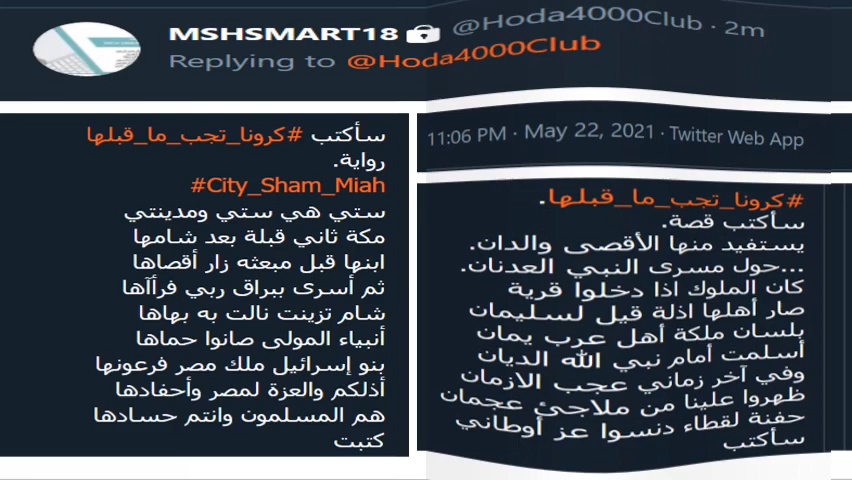 MSHSMART18 @Hoda4000Club · 2m
Replying to @Hoda4000Club
11:06 PM · May 22, 2021 · Twitter Web App
سأكتب #كرونا_تجب_ما_قبلها
رواية.
#City_Sham_Miah
ستي هي ستي ومدينتي
مكة ثاني قبلة بعد شامها
ابنها قبل مبعثه زار أقصاها
ثم أسرى ببراق ربي فرأاها
شام تزينت نالت به بهاها
أنبياء المولى صانوا حماها
بنو إسرائيل ملك مصر فرعونها
أذلكم والعزة لمصر وأحفادها
هم المسلمون وانتم حسادها
كتبت
#كرونا_تجب_ما_قبلها.
سأكتب قصة.
يستفيد منها الأقصى والدان.
...حول مسرى النبي العدنان.
كان الملوك اذا دخلوا قرية
صار أهلها اذلة قيل لسليمان
بلسان ملكة أهل عرب يمان
أسلمت أمام نبي الله الديان
وفي آخر زماني عجب الازمان
ظهروا علينا من ملاجئ عجمان
حفنة لقطاء دنسوا عز أوطاني
سأكتب